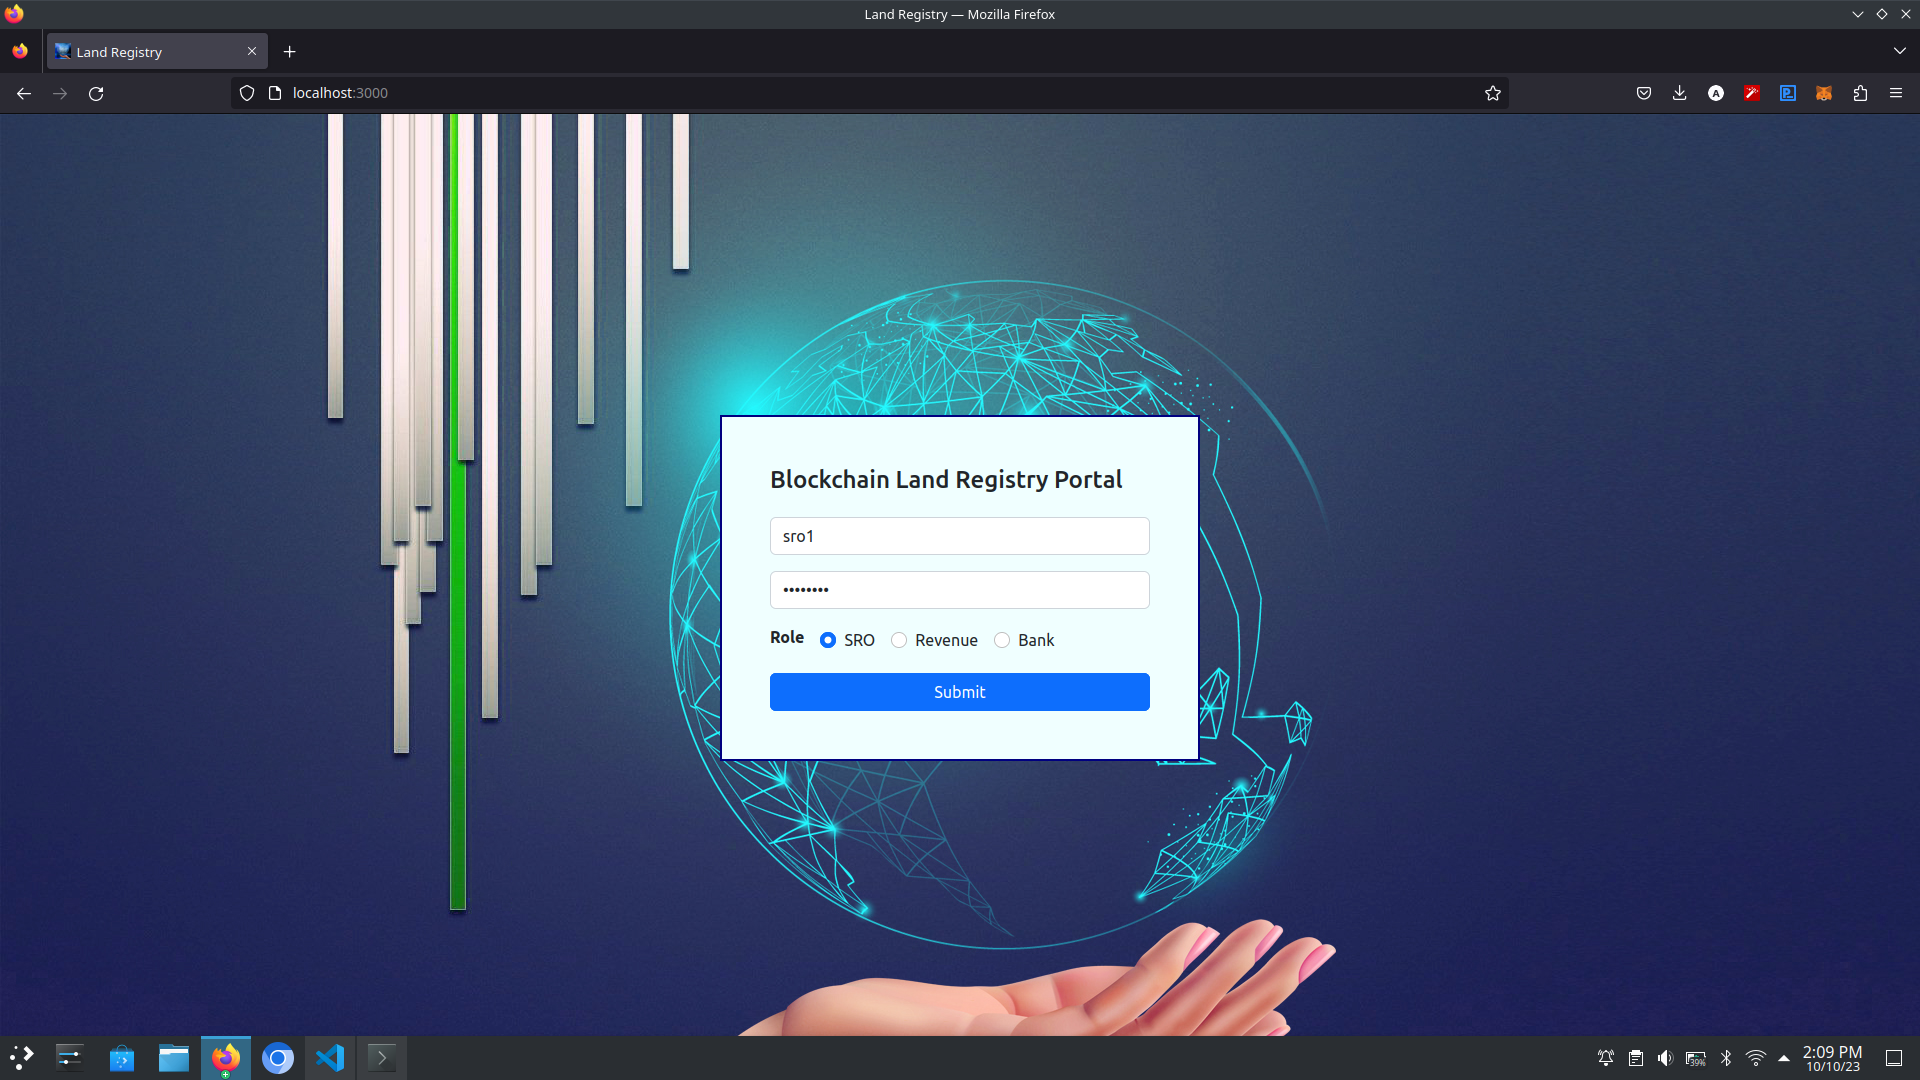 Land Registry — Mozilla Firefox
Land Registry
localhost:3000
A
Blockchain Land Registry Portal
sro1
••••••••
Role SRO Revenue Bank
Submit
39%
2:09 PM
10/10/23